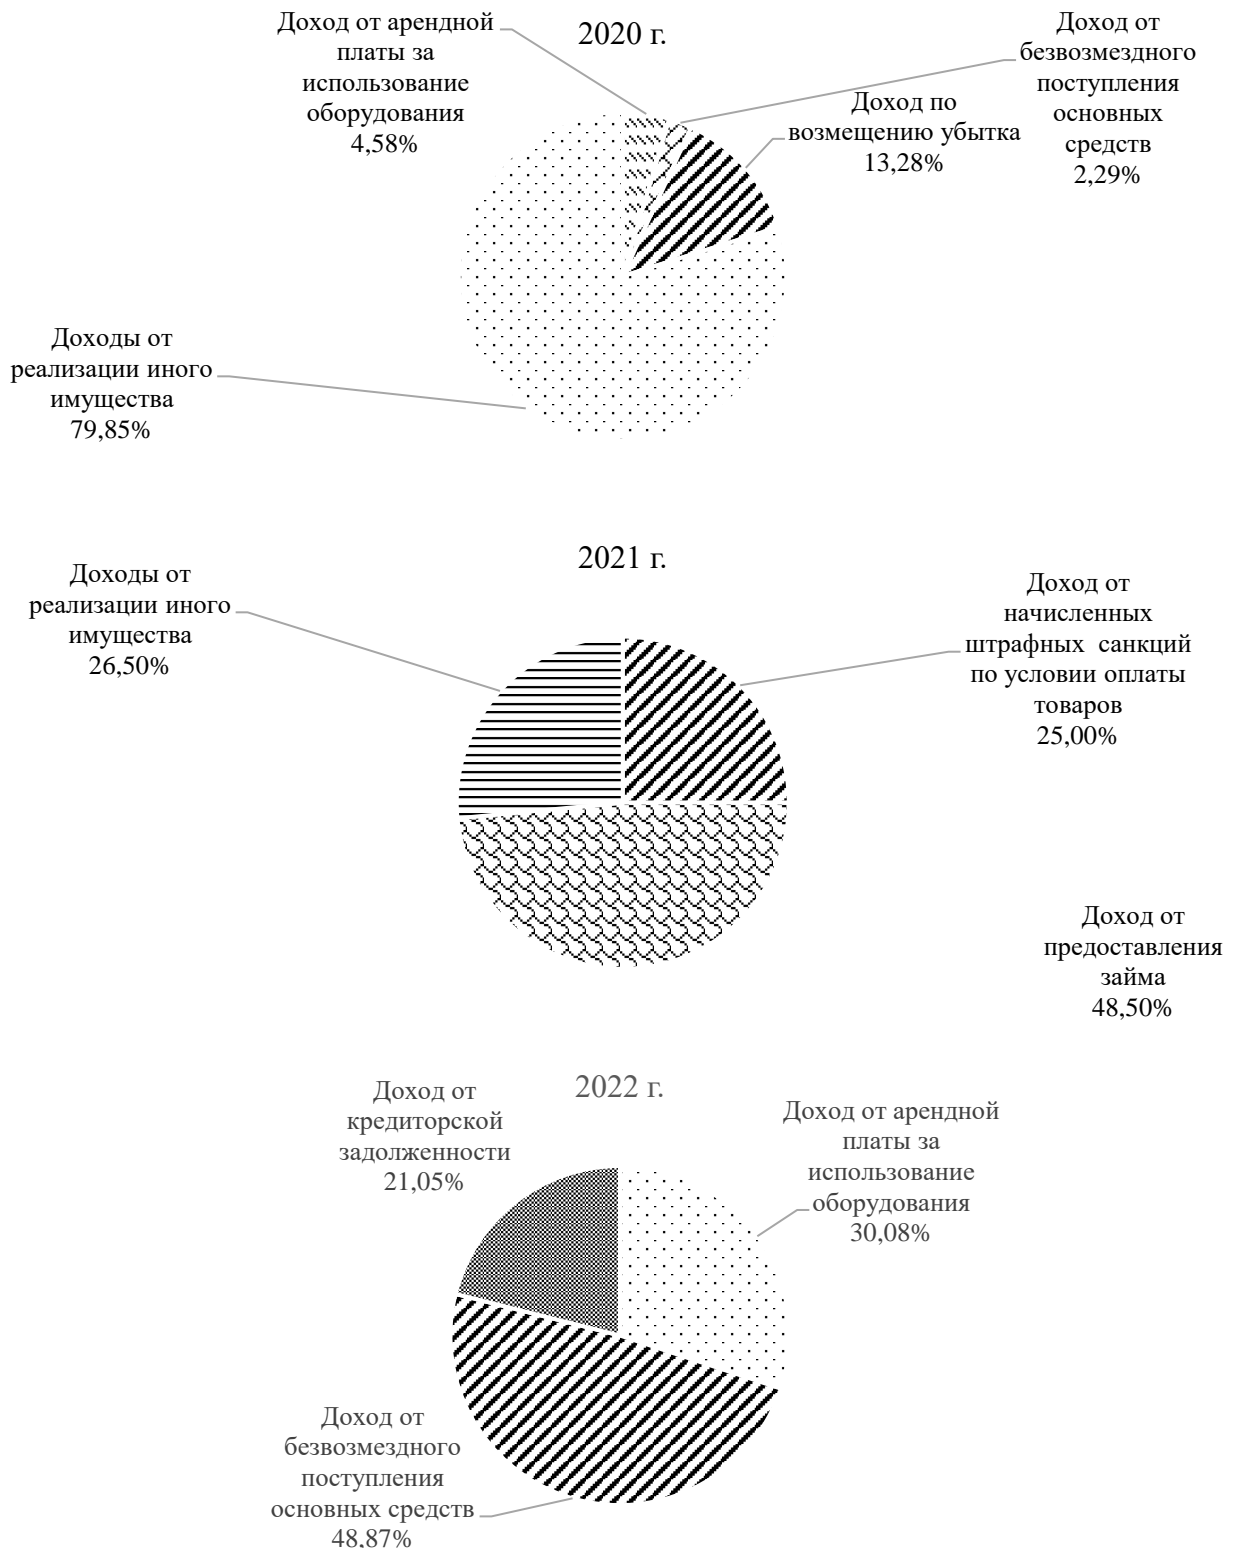 2020 г.
Доход от арендной
платы за
использование
оборудования
4,58%
Доход от
безвозмездного
поступления
основных
средств
2,29%
Доход по
возмещению убытка
13,28%
Доходы от
реализации иного
имущества
79,85%
2021 г.
Доходы от
реализации иного
имущества
26,50%
Доход от
начисленных
штрафных  санкций
по условии оплаты
товаров
25,00%
Доход от
предоставления
займа
48,50%
2022 г.
Доход от
кредиторской
задолженности
21,05%
Доход от арендной
платы за
использование
оборудования
30,08%
Доход от
безвозмездного
поступления
основных средств
48,87%